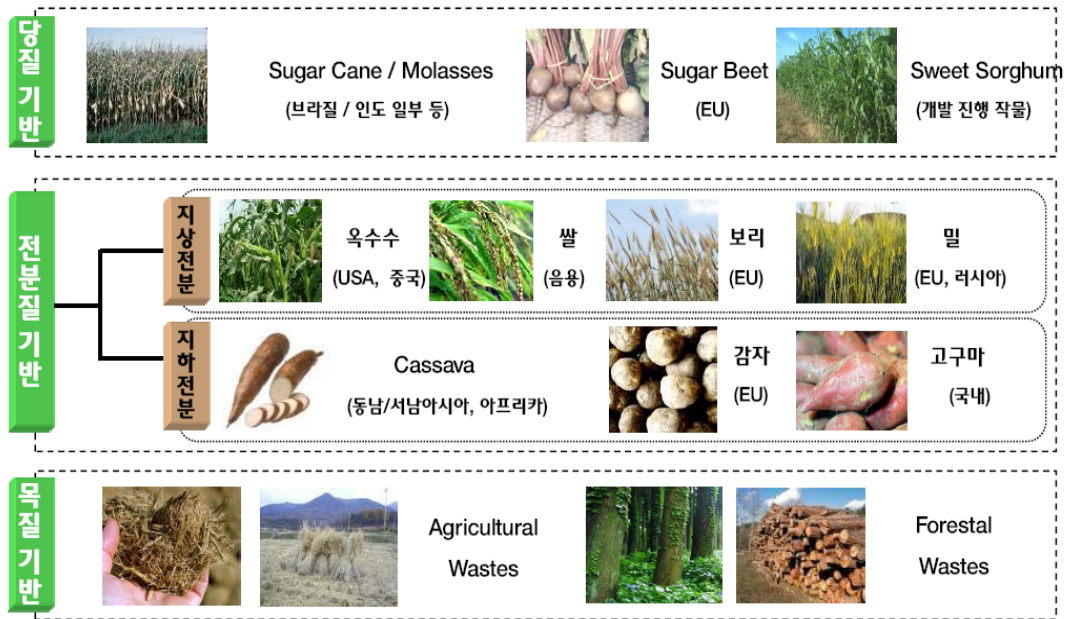 당질 기반
Sugar Cane / Molasses
(브라질 / 인도 일부 등)
Sugar Beet
(EU)
Sweet Sorghum
(개발 진행 작물)
전분질 기반
지상전분
옥수수
(USA, 중국)
쌀
(음용)
보리
(EU)
밀
(EU, 러시아)
지하전분
Cassava
(동남/서남아시아, 아프리카)
감자
(EU)
고구마
(국내)
목질 기반
Agricultural
Wastes
Forestal
Wastes